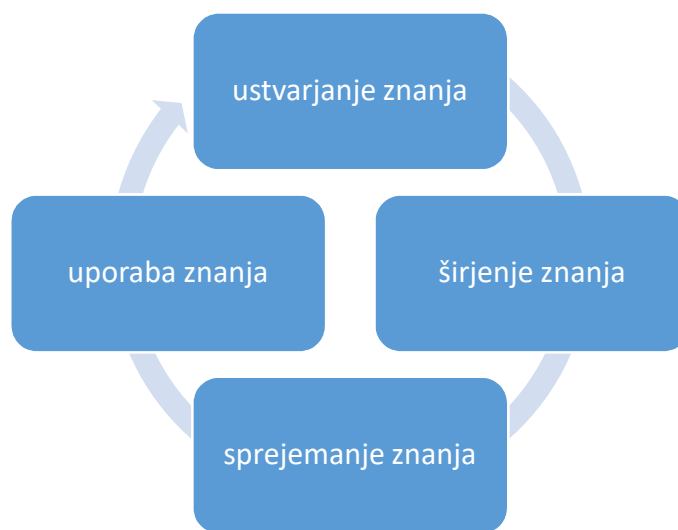 ustvarjanje znanja
širjenje znanja
sprejemanje znanja
uporaba znanja